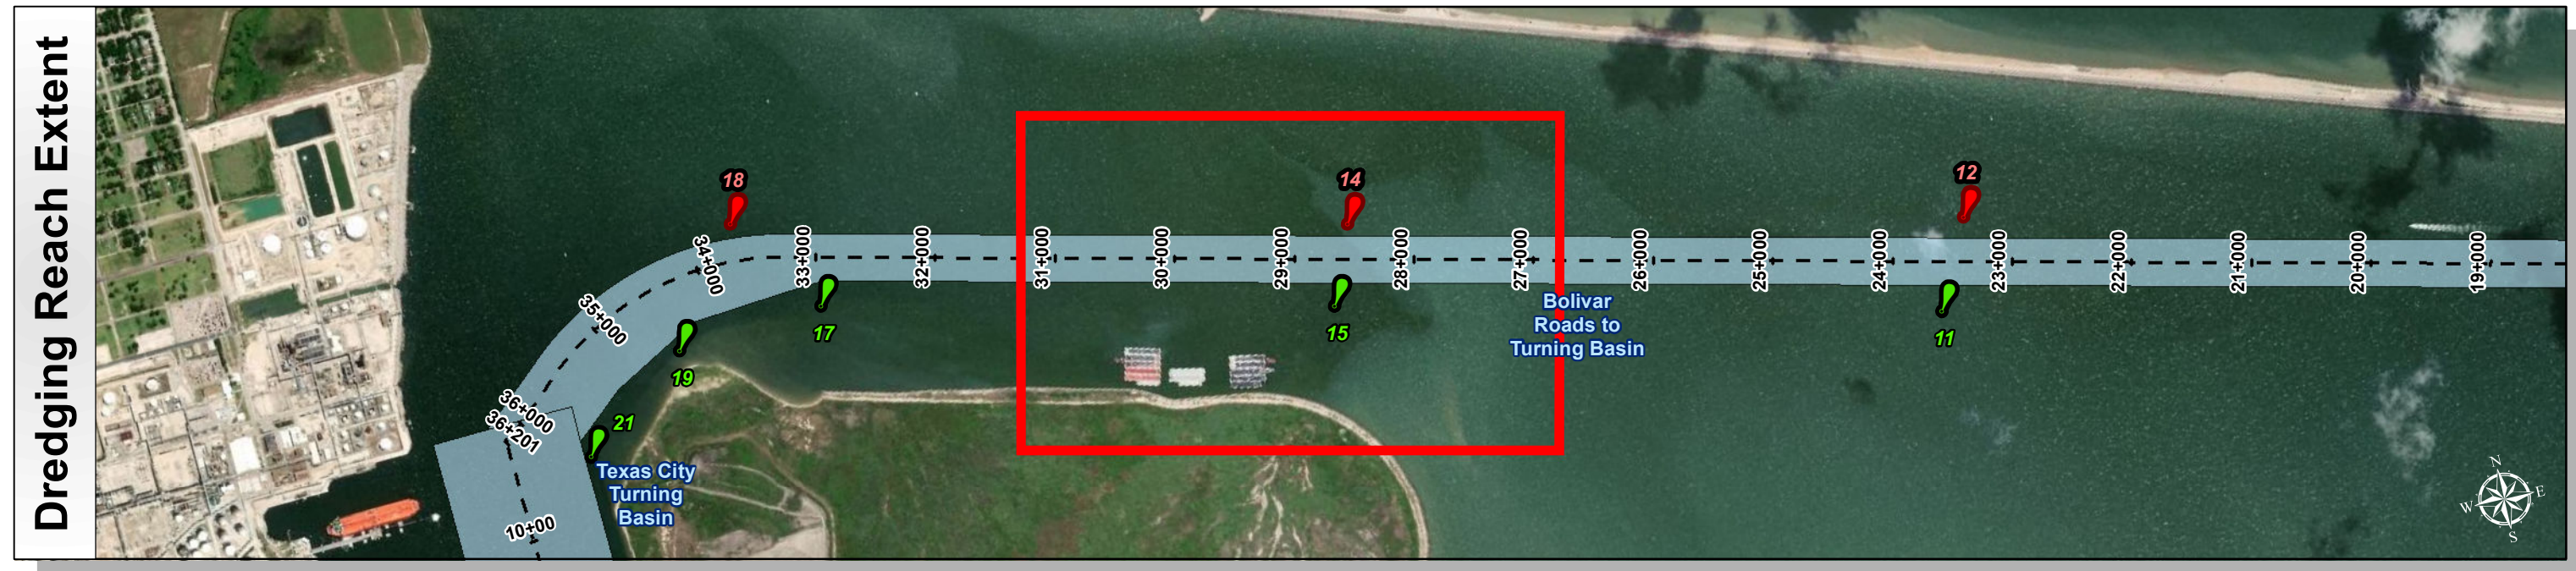 Dredging Reach Extent
18
14
12
34+000
33+000
32+000
31+000
30+000
29+000
28+000
27+000
26+000
25+000
24+000
23+000
22+000
21+000
20+000
19+000
35+000
17
15
11
Bolivar
Roads to
Turning Basin
19
36+000
36+201
21
Texas City
Turning
Basin
10+00
N
W
E
S